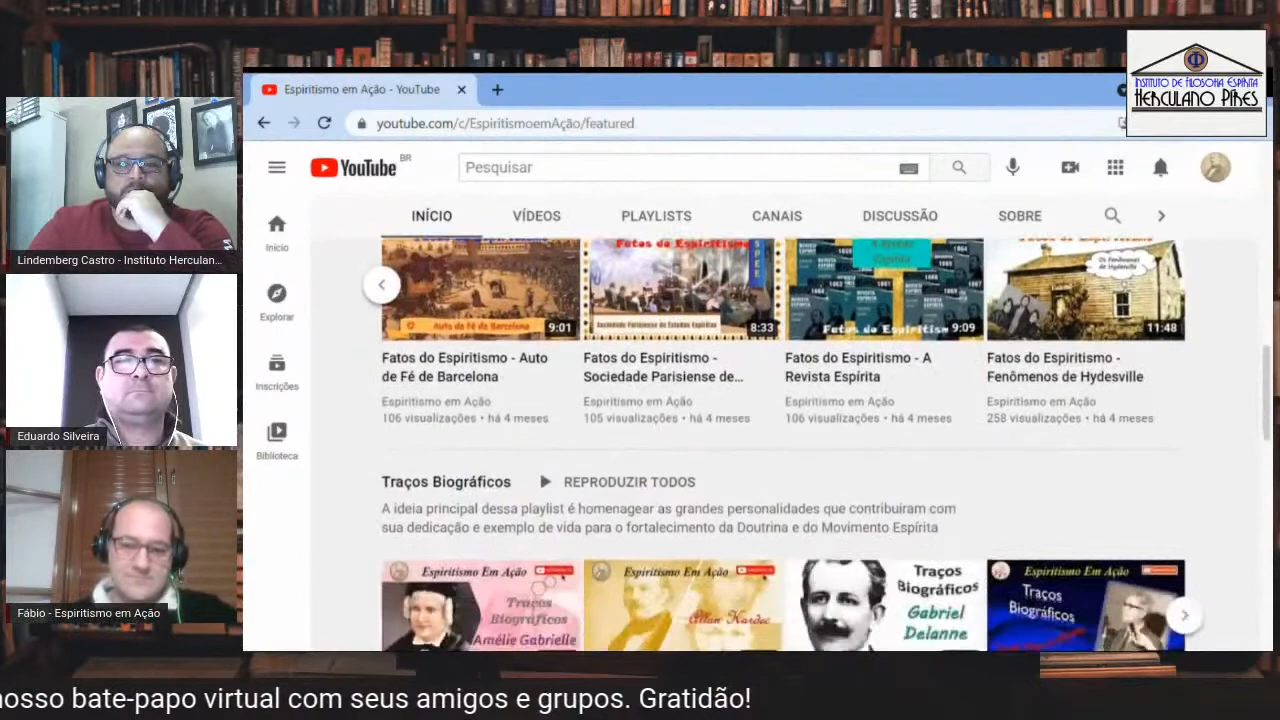 INSTITUTO DE FILOSOFIA ESPÍRITA
HERCULANO PIRES
Espiritismo em Ação - YouTube
youtube.com/c/EspiritismoemAção/featured
YouTube BR
Pesquisar
INÍCIO VÍDEOS PLAYLISTS CANAIS DISCUSSÃO SOBRE
Início
Explorar
Inscrições
Biblioteca
Lindemberg Castro - Instituto Herculan...
Eduardo Silveira
Fábio - Espiritismo em Ação
Auto da Fé de Barcelona
9:01
Fatos do Espiritismo
SPEE
Sociedade Parisiense de Estudos Espíritas
8:33
A Revista Espírita
Fatos do Espiritism
9:09
Os Fenômenos de Hydesville
11:48
Fatos do Espiritismo - Auto
de Fé de Barcelona
Espiritismo em Ação
106 visualizações • há 4 meses
Fatos do Espiritismo -
Sociedade Parisiense de...
Espiritismo em Ação
105 visualizações • há 4 meses
Fatos do Espiritismo - A
Revista Espírita
Espiritismo em Ação
106 visualizações • há 4 meses
Fatos do Espiritismo -
Fenômenos de Hydesville
Espiritismo em Ação
258 visualizações • há 4 meses
Traços Biográficos REPRODUZIR TODOS
A ideia principal dessa playlist é homenagear as grandes personalidades que contribuiram com
sua dedicação e exemplo de vida para o fortalecimento da Doutrina e do Movimento Espírita
Espiritismo Em Ação
Traços
Biográficos
Amélie Gabrielle
Espiritismo Em Ação
Allan Kardec
Traços
Biográficos
Gabriel
Delanne
Espiritismo Em Ação
Traços
Biográficos
nosso bate-papo virtual com seus amigos e grupos. Gratidão!